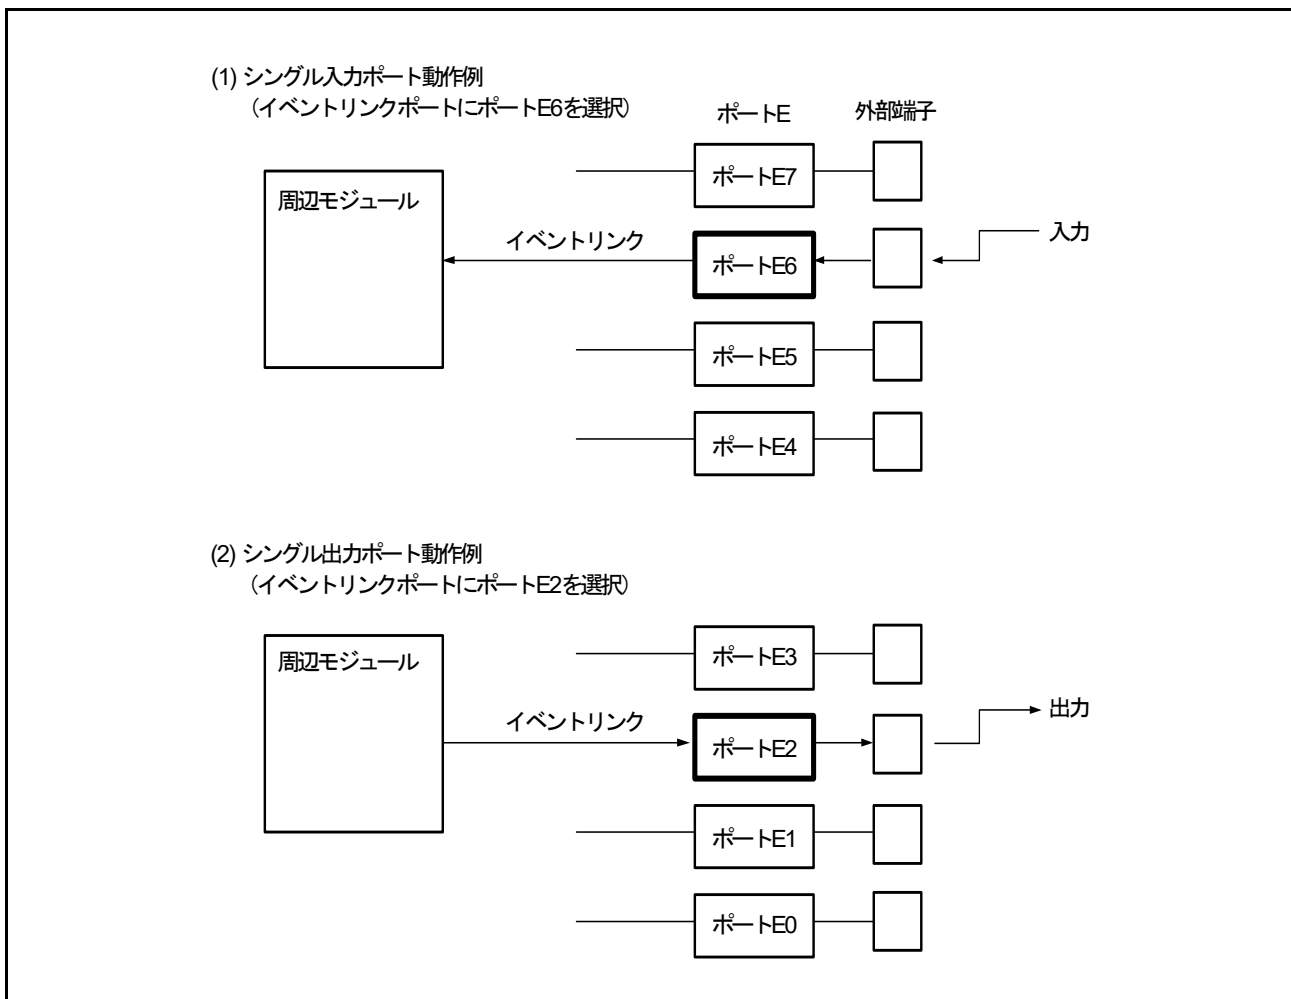 (1) シングル入力ポート動作例
(イベントリンクポートにポートE6を選択)
ポートE
外部端子
ポートE7
周辺モジュール
イベントリンク
ポートE6
入力
ポートE5
ポートE4
(2) シングル出力ポート動作例
(イベントリンクポートにポートE2を選択)
周辺モジュール
ポートE3
イベントリンク
ポートE2
出力
ポートE1
ポートE0